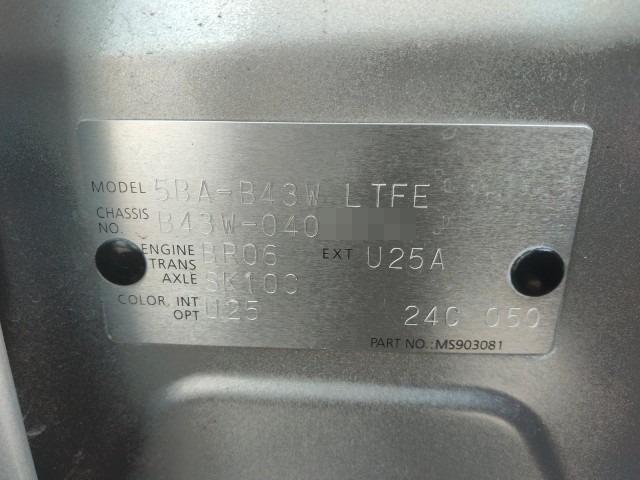 MODEL 5BA-B43W LTFE
CHASSIS NO. B43W-040
ENGINE BR06 EXT U25A
TRANS AXLE
COLOR, INT U25
OPT 24C 050
PART NO.:MS903081